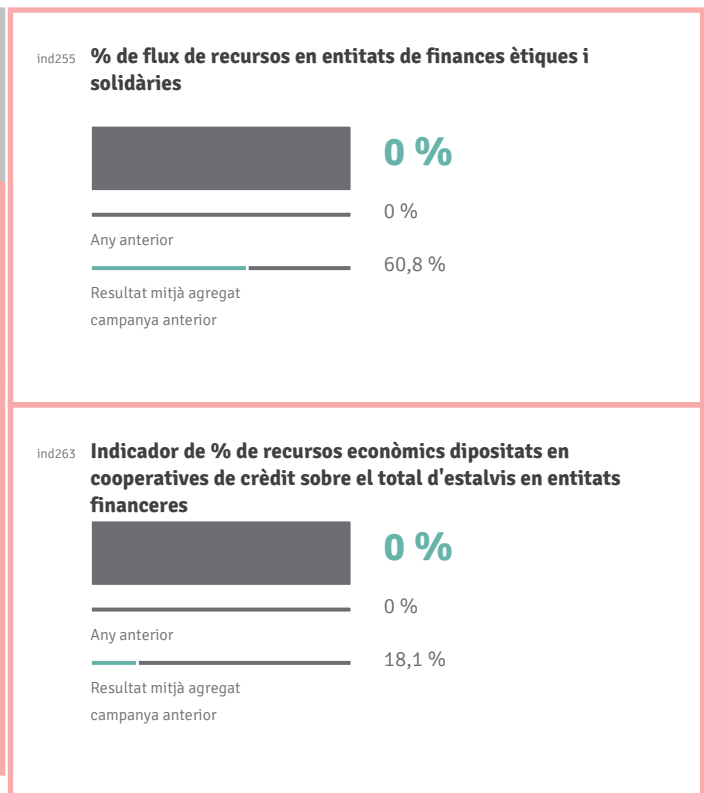 ind255 % de flux de recursos en entitats de finances ètiques i
solidàries
0 %
0 %
Any anterior
60,8 %
Resultat mitjà agregat
campanya anterior
ind263 Indicador de % de recursos econòmics dipositats en
cooperatives de crèdit sobre el total d'estalvis en entitats
financeres
0 %
0 %
Any anterior
18,1 %
Resultat mitjà agregat
campanya anterior